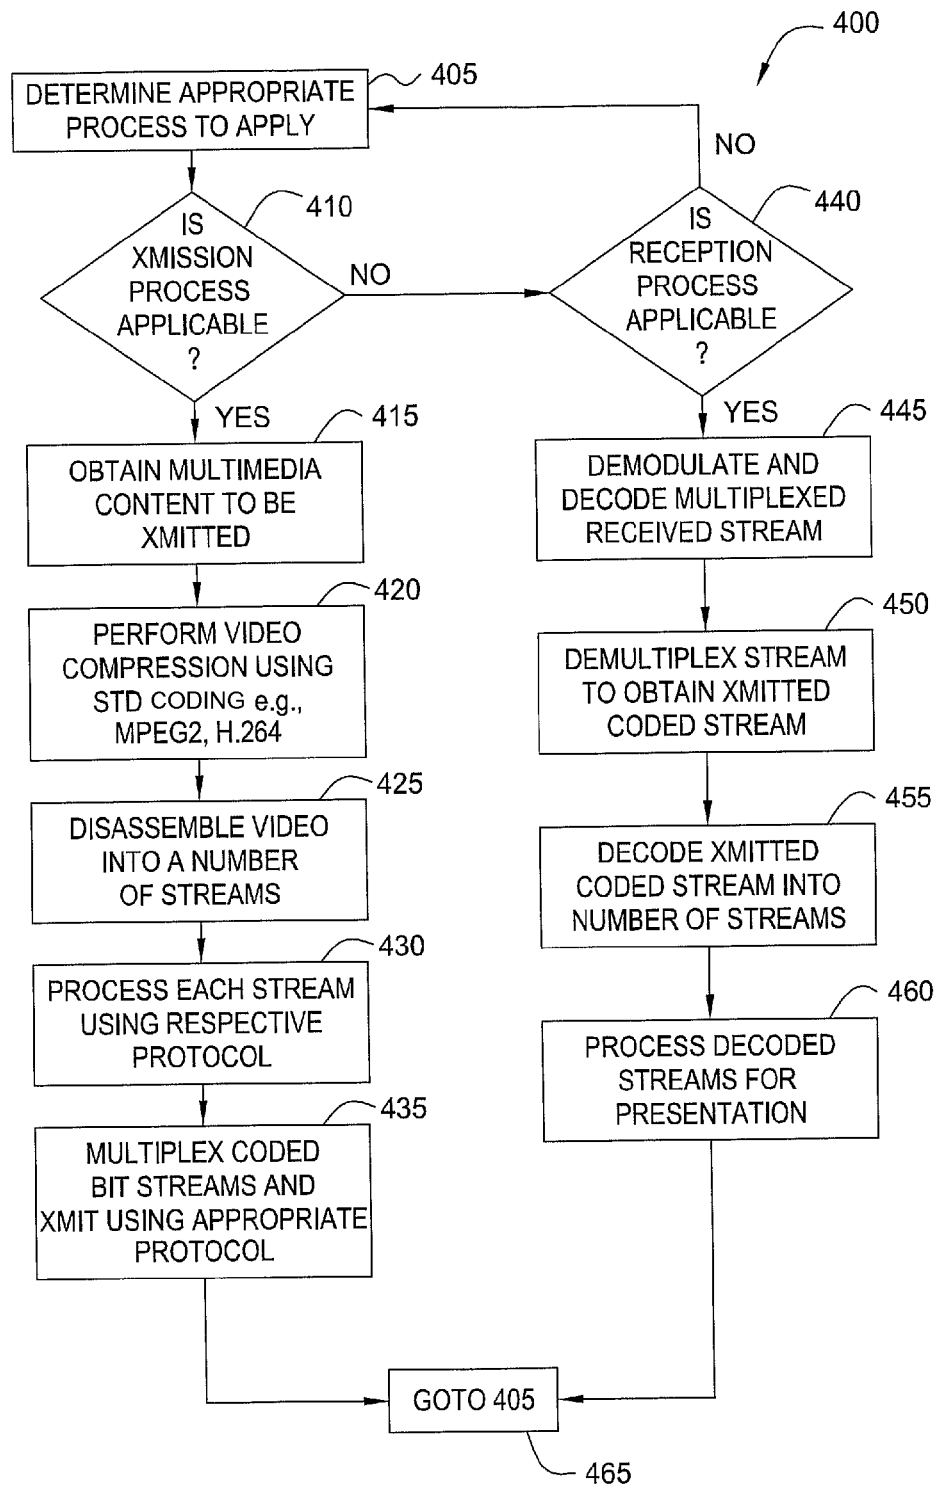 400
405
DETERMINE APPROPRIATE
PROCESS TO APPLY
NO
410
IS
XMISSION
PROCESS
APPLICABLE
?
NO
440
IS
RECEPTION
PROCESS
APPLICABLE
?
YES
415
OBTAIN MULTIMEDIA
CONTENT TO BE
XMITTED
420
PERFORM VIDEO
COMPRESSION USING
STD CODING e.g.,
MPEG2, H.264
425
DISASSEMBLE VIDEO
INTO A NUMBER
OF STREAMS
430
PROCESS EACH STREAM
USING RESPECTIVE
PROTOCOL
435
MULTIPLEX CODED
BIT STREAMS AND
XMIT USING APPROPRIATE
PROTOCOL
YES
445
DEMODULATE AND
DECODE MULTIPLEXED
RECEIVED STREAM
450
DEMULTIPLEX STREAM
TO OBTAIN XMITTED
CODED STREAM
455
DECODE XMITTED
CODED STREAM INTO
NUMBER OF STREAMS
460
PROCESS DECODED
STREAMS FOR
PRESENTATION
GOTO 405
465